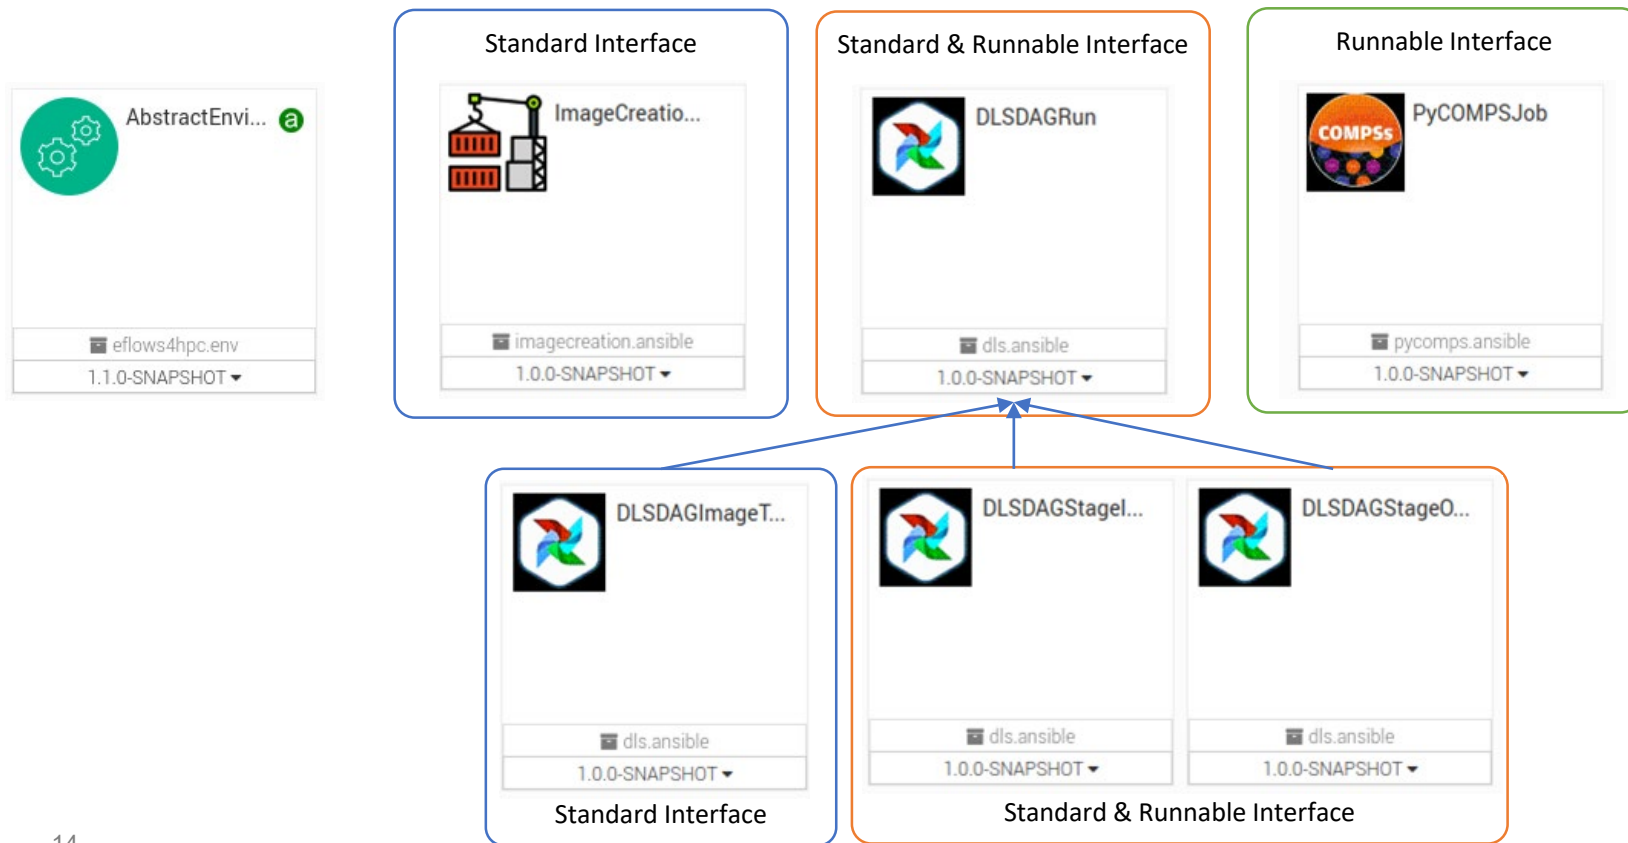 Standard Interface
Standard & Runnable Interface
Runnable Interface
AbstractEnvi... a
ImageCreatio...
DLSDAGRun
COMPSs
PyCOMPSJob
eflows4hpc.env
1.1.0-SNAPSHOT
imagecreation.ansible
1.0.0-SNAPSHOT
dls.ansible
1.0.0-SNAPSHOT
pycomps.ansible
1.0.0-SNAPSHOT
DLSDAGImageT...
DLSDAGStageI...
DLSDAGStageO...
dls.ansible
1.0.0-SNAPSHOT
dls.ansible
1.0.0-SNAPSHOT
dls.ansible
1.0.0-SNAPSHOT
Standard Interface
Standard & Runnable Interface
14